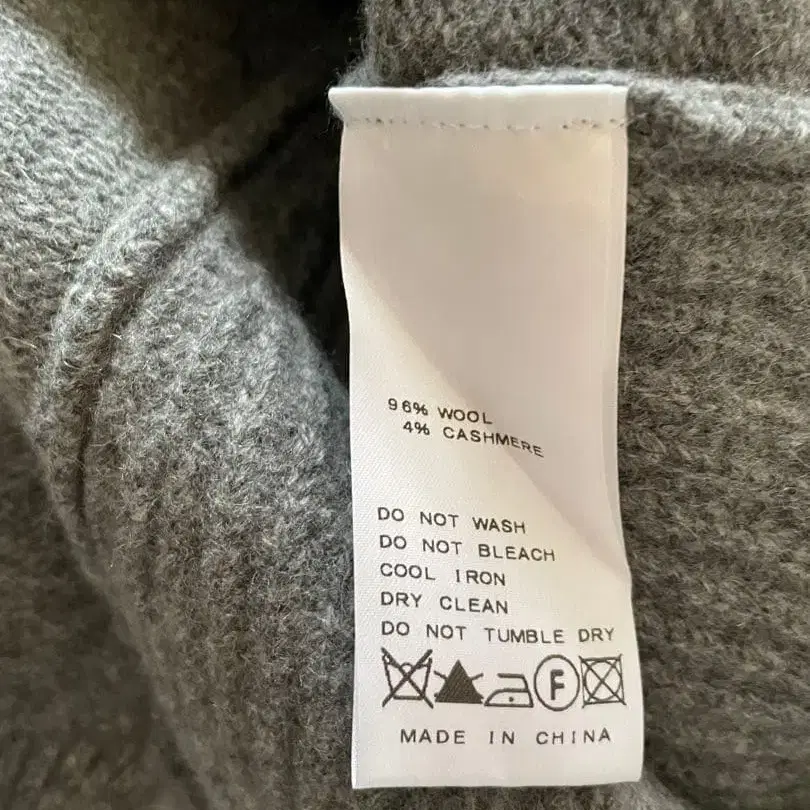 96% WOOL
4% CASHMERE
DO NOT WASH
DO NOT BLEACH
COOL IRON
DRY CLEAN
DO NOT TUMBLE DRY
F
MADE IN CHINA